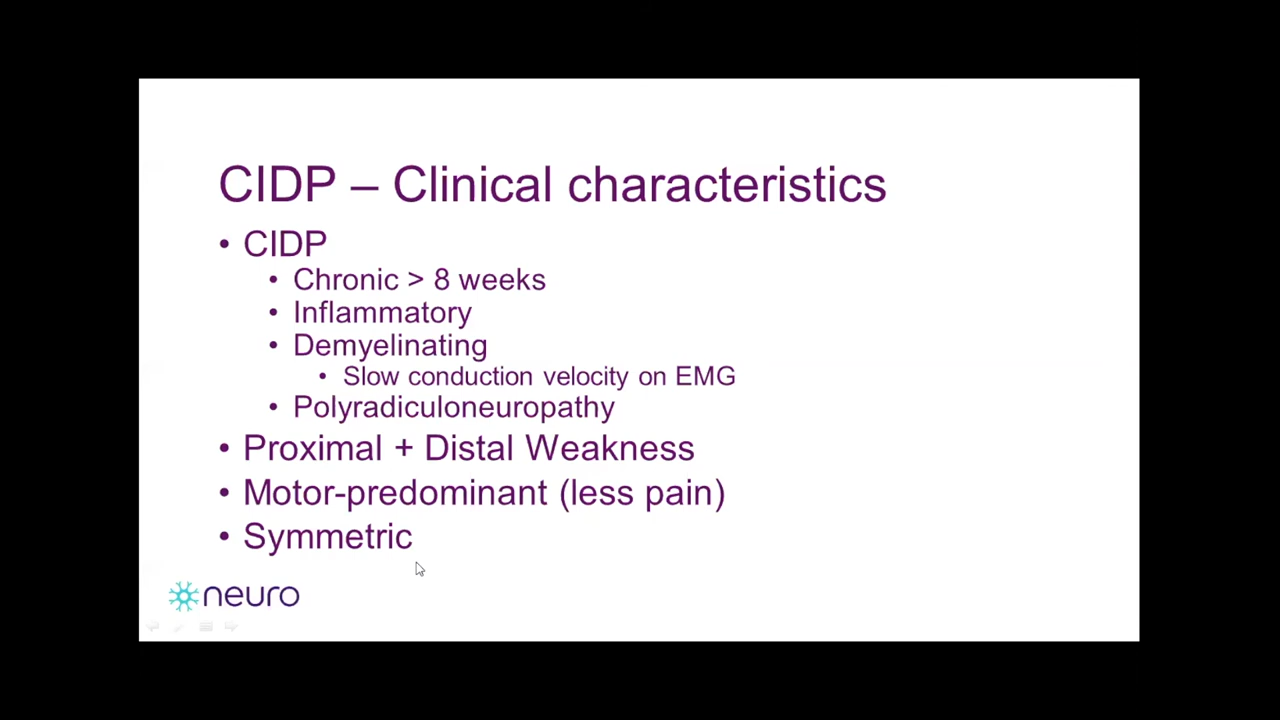 CIDP – Clinical characteristics
• CIDP
• Chronic > 8 weeks
• Inflammatory
• Demyelinating
• Slow conduction velocity on EMG
• Polyradiculoneuropathy
• Proximal + Distal Weakness
• Motor-predominant (less pain)
• Symmetric
neuro